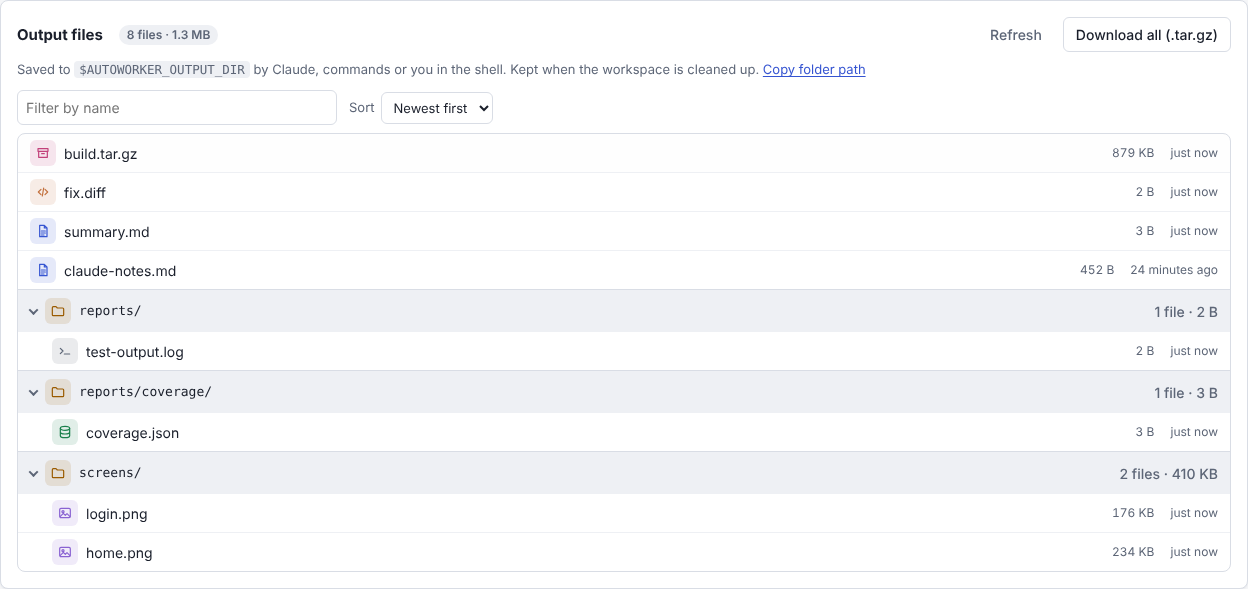 Output files 8 files · 1.3 MB Refresh Download all (.tar.gz)
Saved to $AUTOWORKER_OUTPUT_DIR by Claude, commands or you in the shell. Kept when the workspace is cleaned up. Copy folder path
Filter by name Sort Newest first
build.tar.gz 879 KB just now
fix.diff 2 B just now
summary.md 3 B just now
claude-notes.md 452 B 24 minutes ago
reports/ 1 file · 2 B
test-output.log 2 B just now
reports/coverage/ 1 file · 3 B
coverage.json 3 B just now
screens/ 2 files · 410 KB
login.png 176 KB just now
home.png 234 KB just now